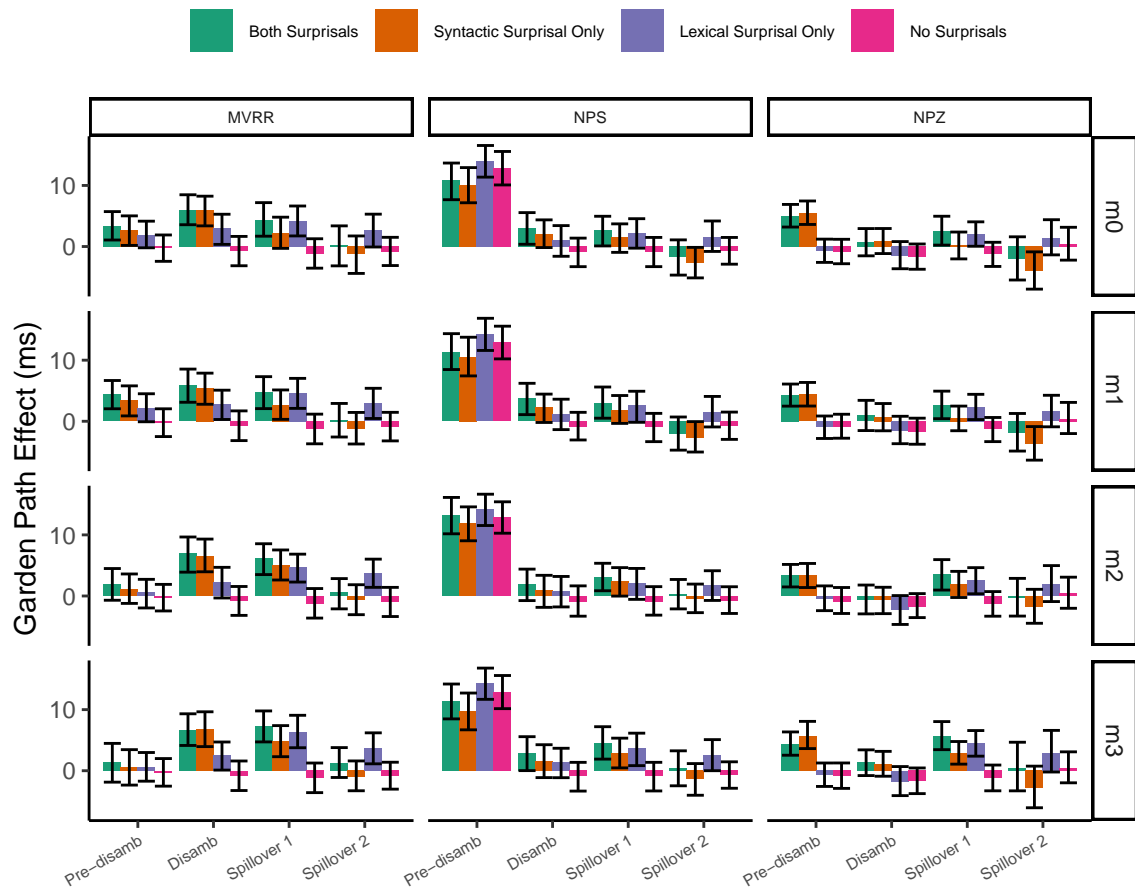 Both Surprisals Syntactic Surprisal Only Lexical Surprisal Only No Surprisals
MVRR NPS NPZ
Garden Path Effect (ms)
10
0
m0
10
0
m1
10
0
m2
10
0
m3
Pre-disamb Disamb Spillover 1 Spillover 2 Pre-disamb Disamb Spillover 1 Spillover 2 Pre-disamb Disamb Spillover 1 Spillover 2